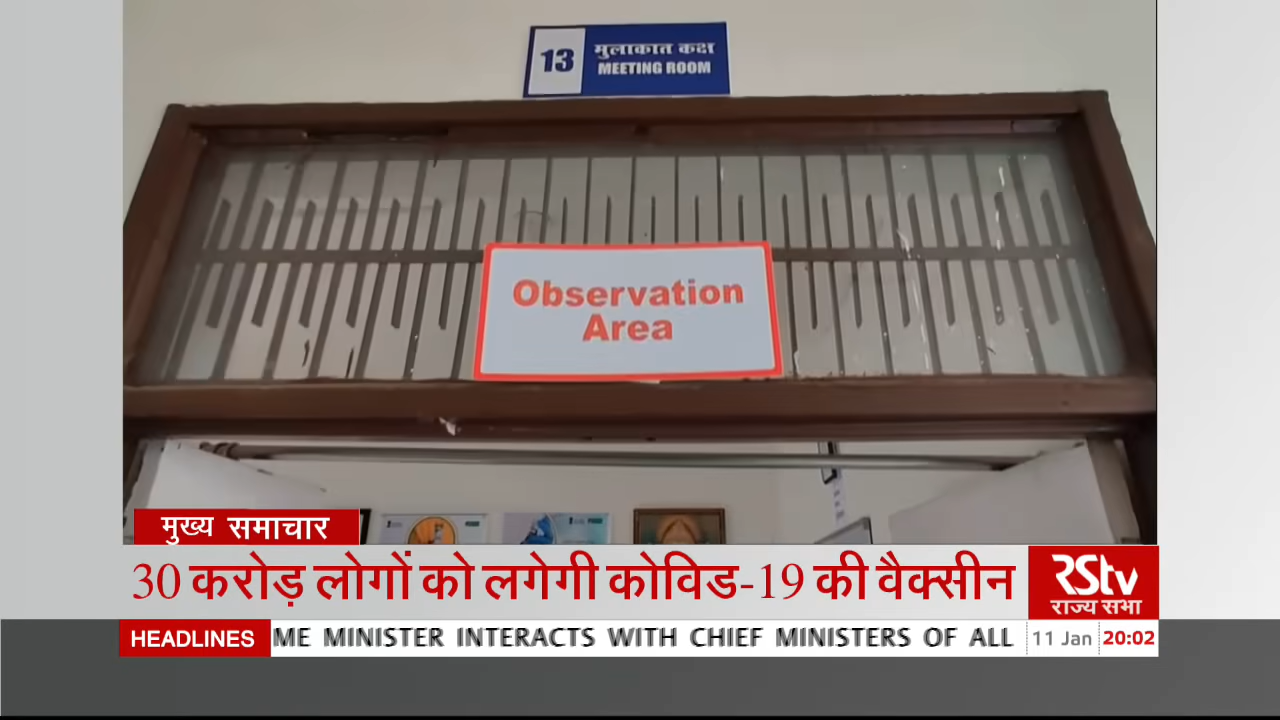 13
मुलाकात कक्ष
MEETING ROOM
Observation
Area
मुख्य समाचार
30 करोड़ लोगों को लगेगी कोविड-19 की वैक्सीन
RSTV
राज्य सभा
HEADLINES
ME MINISTER INTERACTS WITH CHIEF MINISTERS OF ALL
11 Jan
20:02